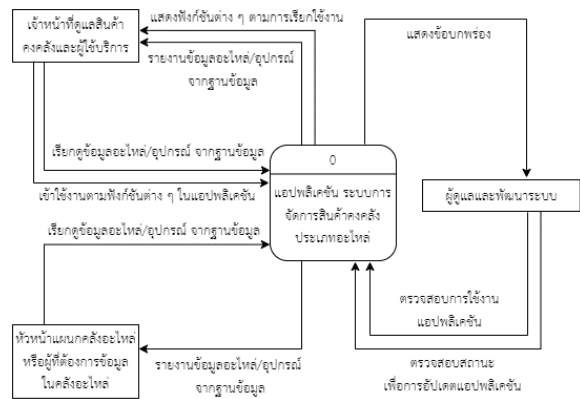 แสดงฟังก์ชันต่าง ๆ ตามการเรียกใช้งาน
เจ้าหน้าที่ดูแลสินค้า
คงคลังและผู้ใช้บริการ
รายงานข้อมูลอะไหล่/อุปกรณ์
จากฐานข้อมูล
แสดงข้อบกพร่อง
เรียกดูข้อมูลอะไหล่/อุปกรณ์ จากฐานข้อมูล
เข้าใช้งานตามฟังก์ชันต่าง ๆ ในแอปพลิเคชัน
0
แอปพลิเคชัน ระบบการ
จัดการสินค้าคงคลัง
ประเภทอะไหล่
ผู้ดูแลและพัฒนาระบบ
เรียกดูข้อมูลอะไหล่/อุปกรณ์ จากฐานข้อมูล
ตรวจสอบการใช้งาน
แอปพลิเคชัน
หัวหน้าแผนกคลังอะไหล่
หรือผู้ที่ต้องการข้อมูล
ในคลังอะไหล่
รายงานข้อมูลอะไหล่/อุปกรณ์
จากฐานข้อมูล
ตรวจสอบสถานะ
เพื่อการอัปเดตแอปพลิเคชัน